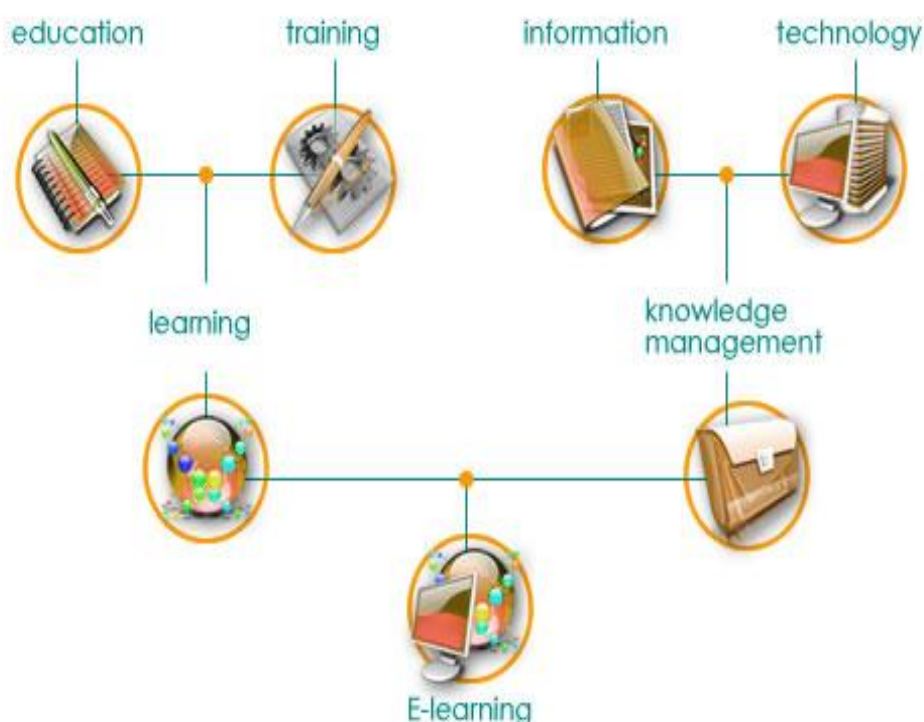 education
training
information
technology
learning
knowledge
management
E-learning